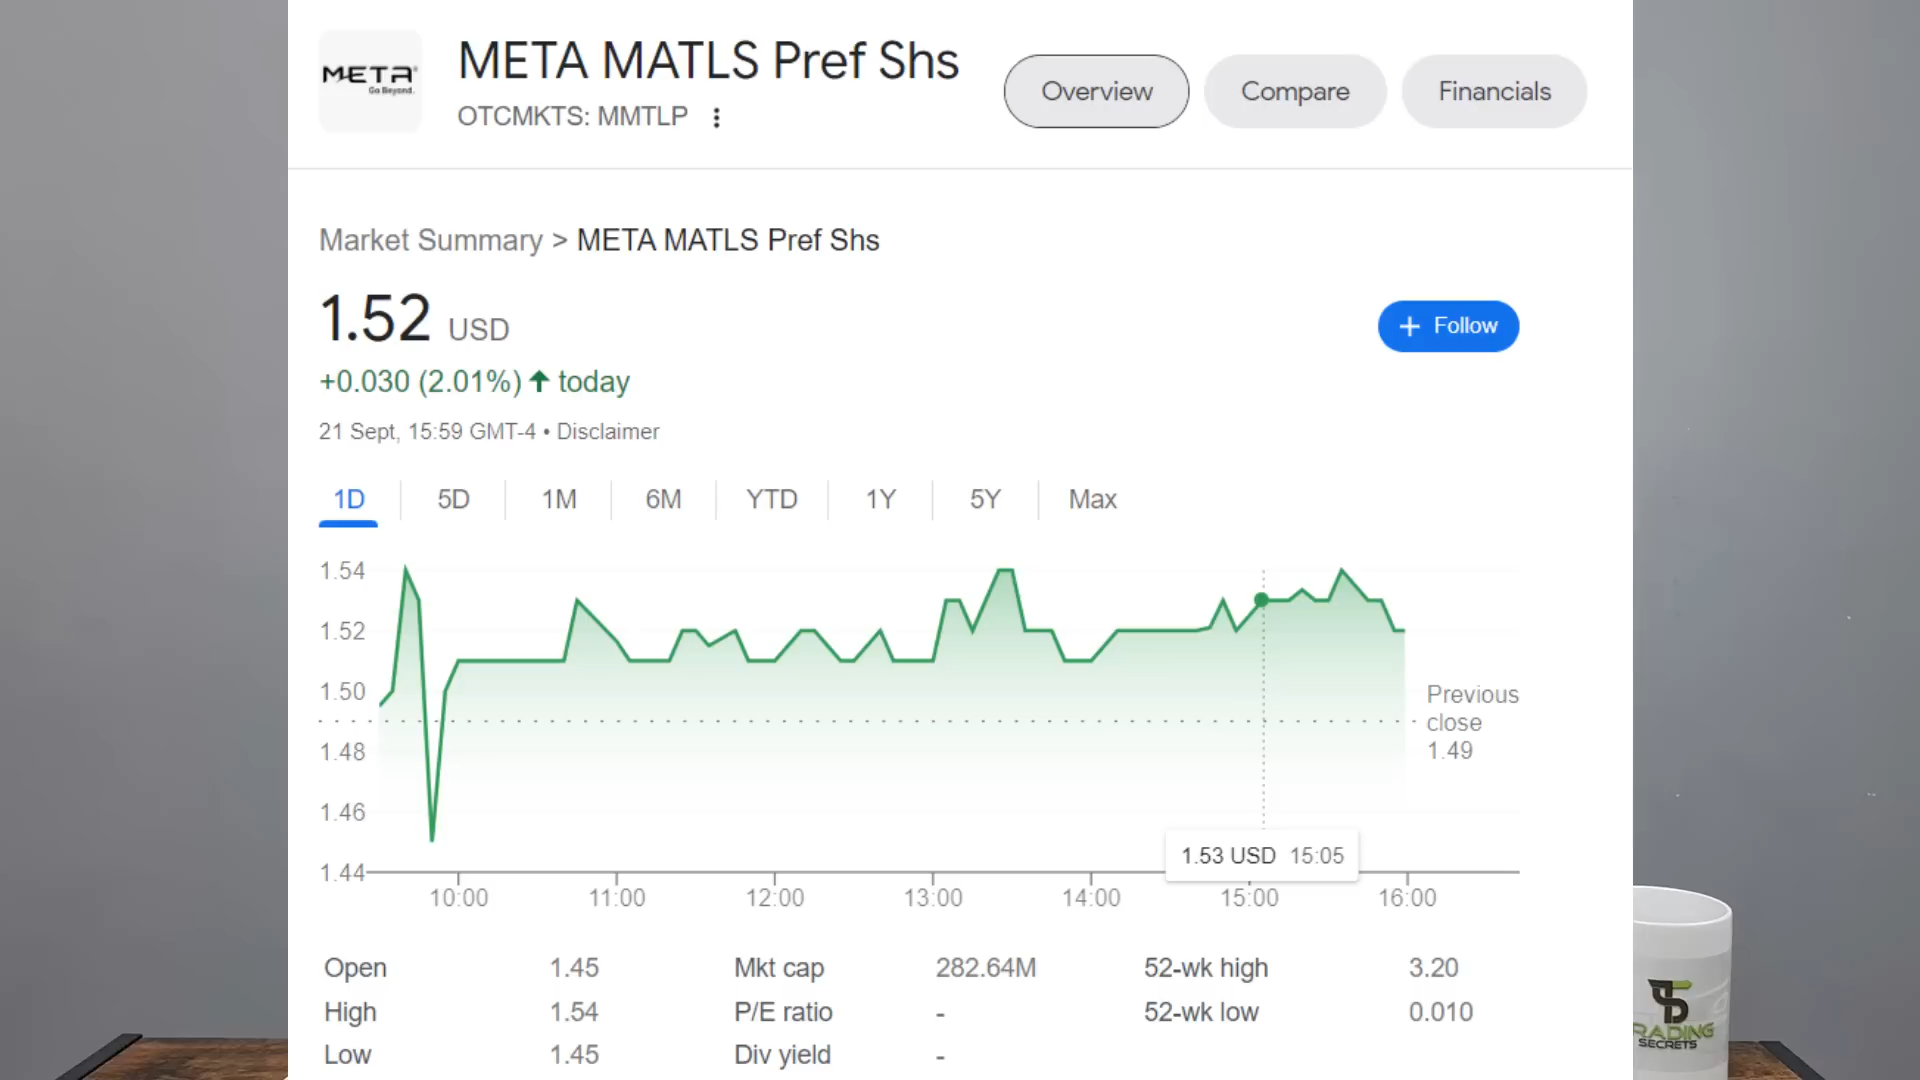 META
Go Beyond.
META MATLS Pref Shs
OTCMKTS: MMTLP
Overview
Compare
Financials
Market Summary > META MATLS Pref Shs
1.52 USD
+ Follow
+0.030 (2.01%) ↑ today
21 Sept, 15:59 GMT-4 • Disclaimer
1D 5D 1M 6M YTD 1Y 5Y Max
1.54
1.52
1.50
1.48
1.46
1.44
Previous
close
1.49
1.53 USD 15:05
10:00 11:00 12:00 13:00 14:00 15:00 16:00
Open 1.45 Mkt cap 282.64M 52-wk high 3.20
High 1.54 P/E ratio - 52-wk low 0.010
Low 1.45 Div yield -
TS
RADING
SECRETS